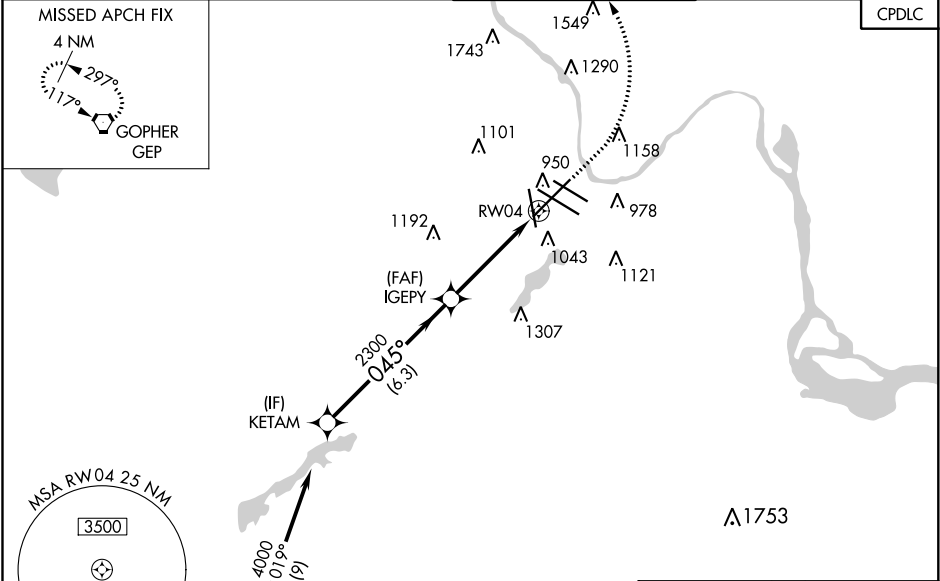 MISSED APCH FIX
4 NM
297°
117°
GOPHER
GEP
CPDLC
1549
1743
1290
1101
1158
950
RW04
978
1192
1043
1121
(FAF)
IGEPY
1307
2300
045°
(6.3)
(IF)
KETAM
MSA RW04 25 NM
3500
4000
019°
(9)
1753